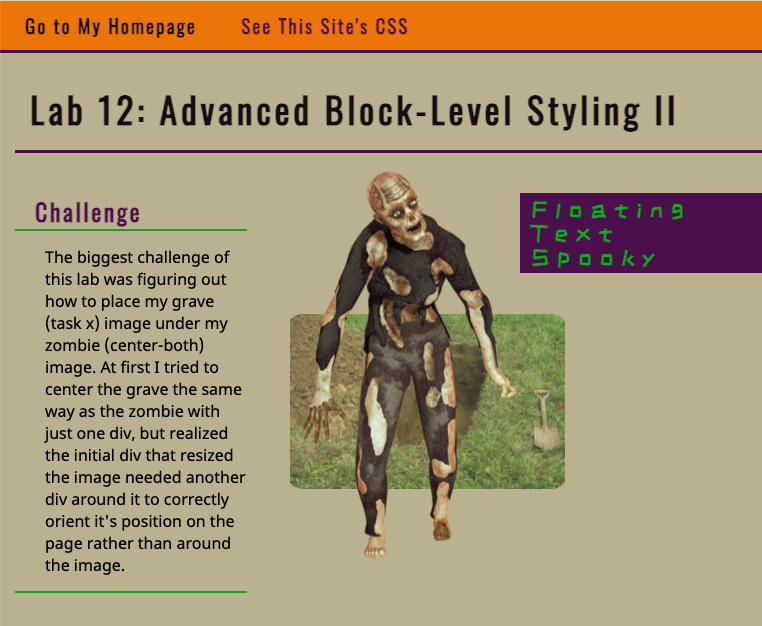 Go to My Homepage See This Site's CSS
Lab 12: Advanced Block-Level Styling II
Challenge
The biggest challenge of
this lab was figuring out
how to place my grave
(task x) image under my
zombie (center-both)
image. At first I tried to
center the grave the same
way as the zombie with
just one div, but realized
the initial div that resized
the image needed another
div around it to correctly
orient it's position on the
page rather than around
the image.
Floating
Text
Spooky